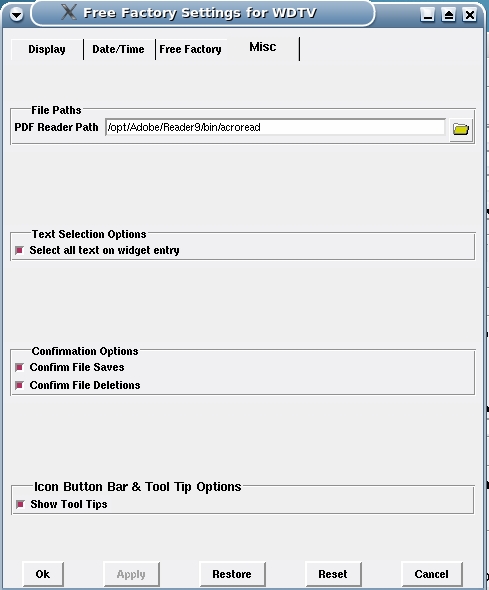 Free Factory Settings for WDTV
Display Date/Time Free Factory Misc
File Paths
PDF Reader Path /opt/Adobe/Reader9/bin/acroread
Text Selection Options
Select all text on widget entry
Confirmation Options
Confirm File Saves
Confirm File Deletions
Icon Button Bar & Tool Tip Options
Show Tool Tips
Ok Apply Restore Reset Cancel